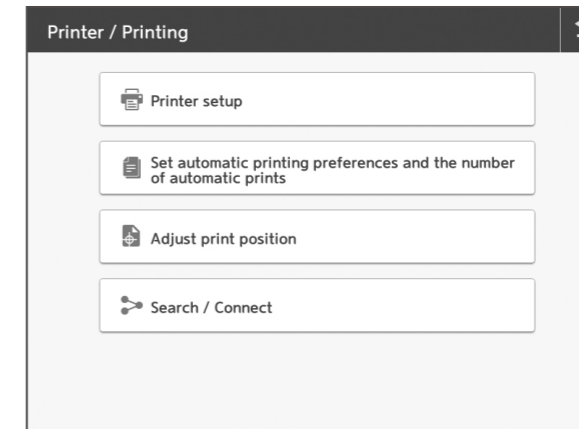 Printer / Printing
Printer setup
Set automatic printing preferences and the number
of automatic prints
Adjust print position
Search / Connect